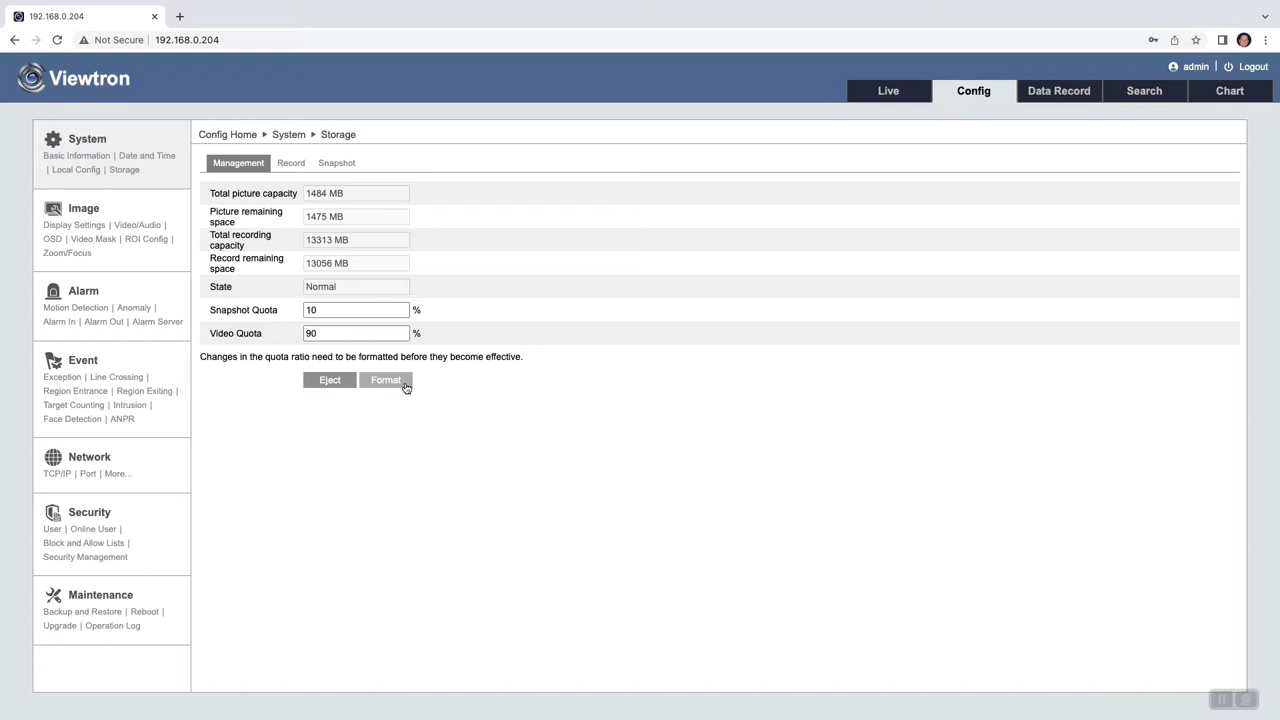 192.168.0.204
Not Secure 192.168.0.204
Viewtron
admin | Logout
Live Config Data Record Search Chart
System
Basic Information | Date and Time
| Local Config | Storage
Image
Display Settings | Video/Audio |
OSD | Video Mask | ROI Config |
Zoom/Focus
Alarm
Motion Detection | Anomaly |
Alarm In | Alarm Out | Alarm Server
Event
Exception | Line Crossing |
Region Entrance | Region Exiting |
Target Counting | Intrusion |
Face Detection | ANPR
Network
TCP/IP | Port | More...
Security
User | Online User |
Block and Allow Lists |
Security Management
Maintenance
Backup and Restore | Reboot |
Upgrade | Operation Log
Config Home ▶ System ▶ Storage
Management Record Snapshot
Total picture capacity 1484 MB
Picture remaining
space 1475 MB
Total recording
capacity 13313 MB
Record remaining
space 13056 MB
State Normal
Snapshot Quota 10 %
Video Quota 90 %
Changes in the quota ratio need to be formatted before they become effective.
Eject Format